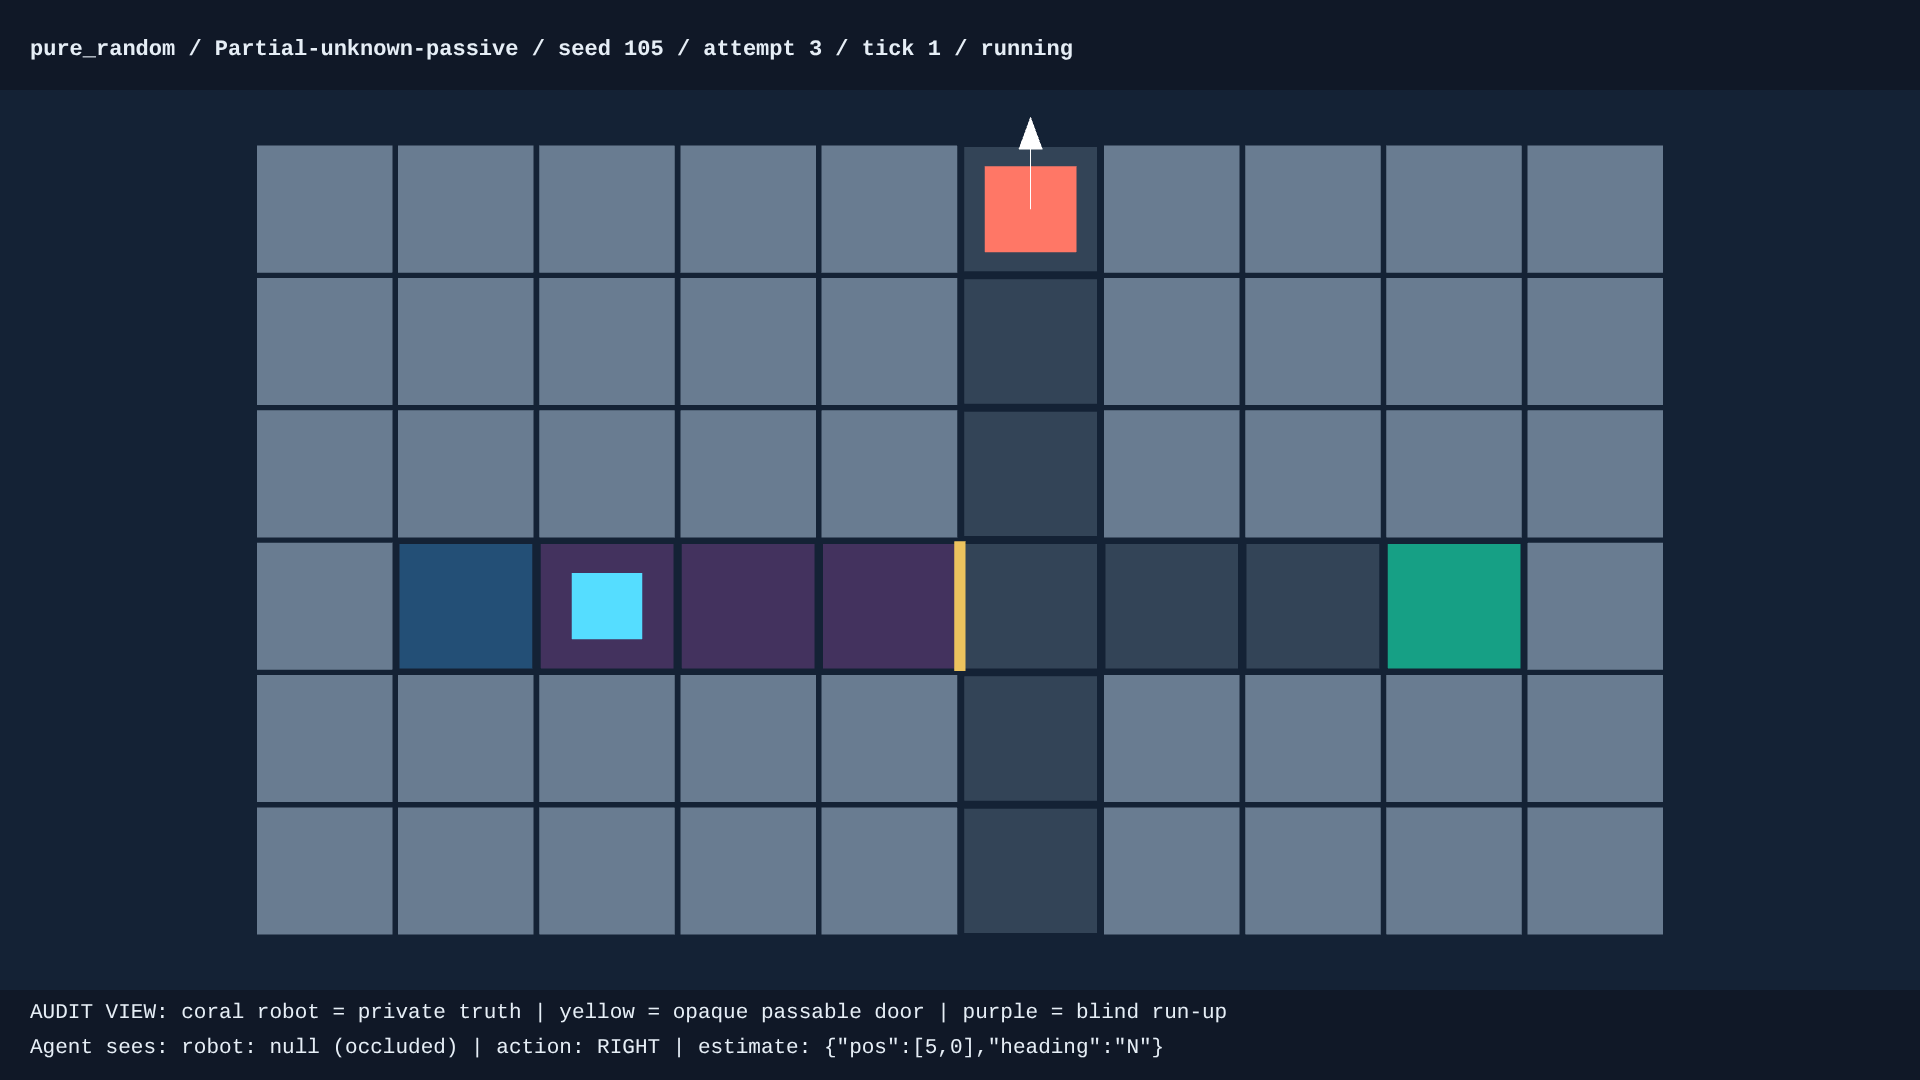 pure_random / Partial-unknown-passive / seed 105 / attempt 3 / tick 1 / running
AUDIT VIEW: coral robot = private truth | yellow = opaque passable door | purple = blind run-up
Agent sees: robot: null (occluded) | action: RIGHT | estimate: {"pos":[5,0],"heading":"N"}